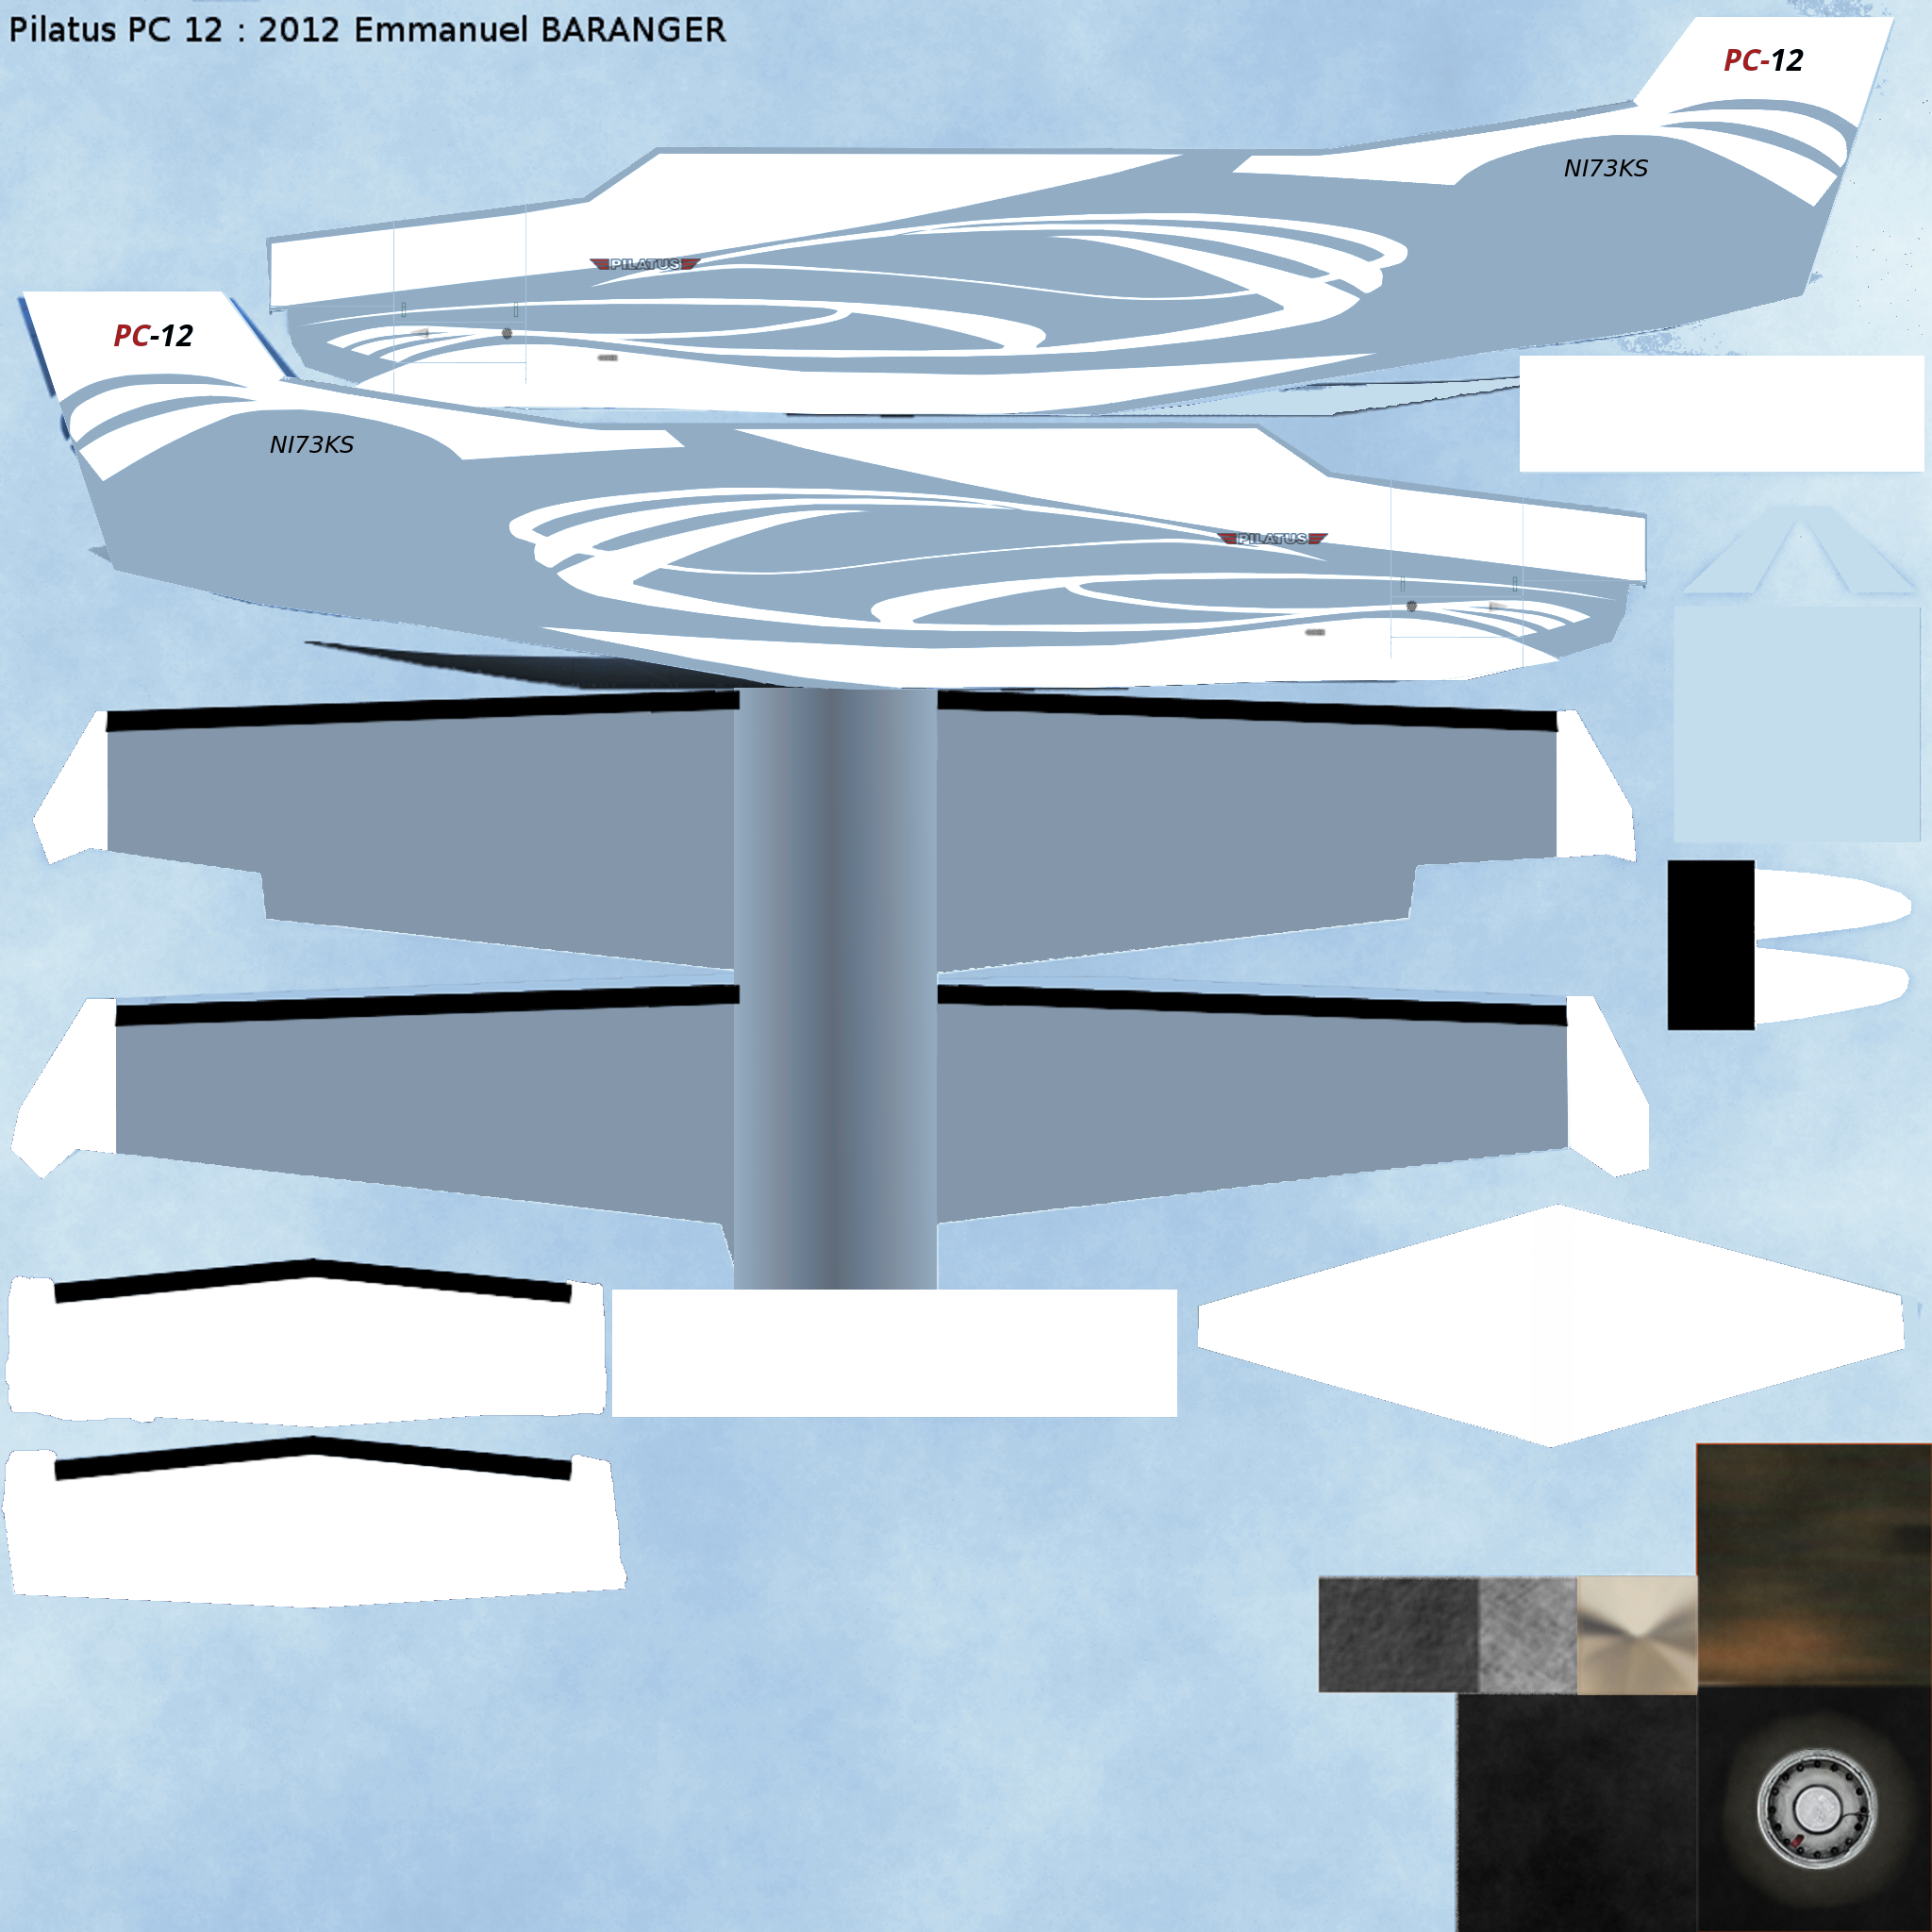 Pilatus PC 12 : 2012 Emmanuel BARANGER
PC-12
NI73KS
PILATUS
PC-12
NI73KS
PILATUS